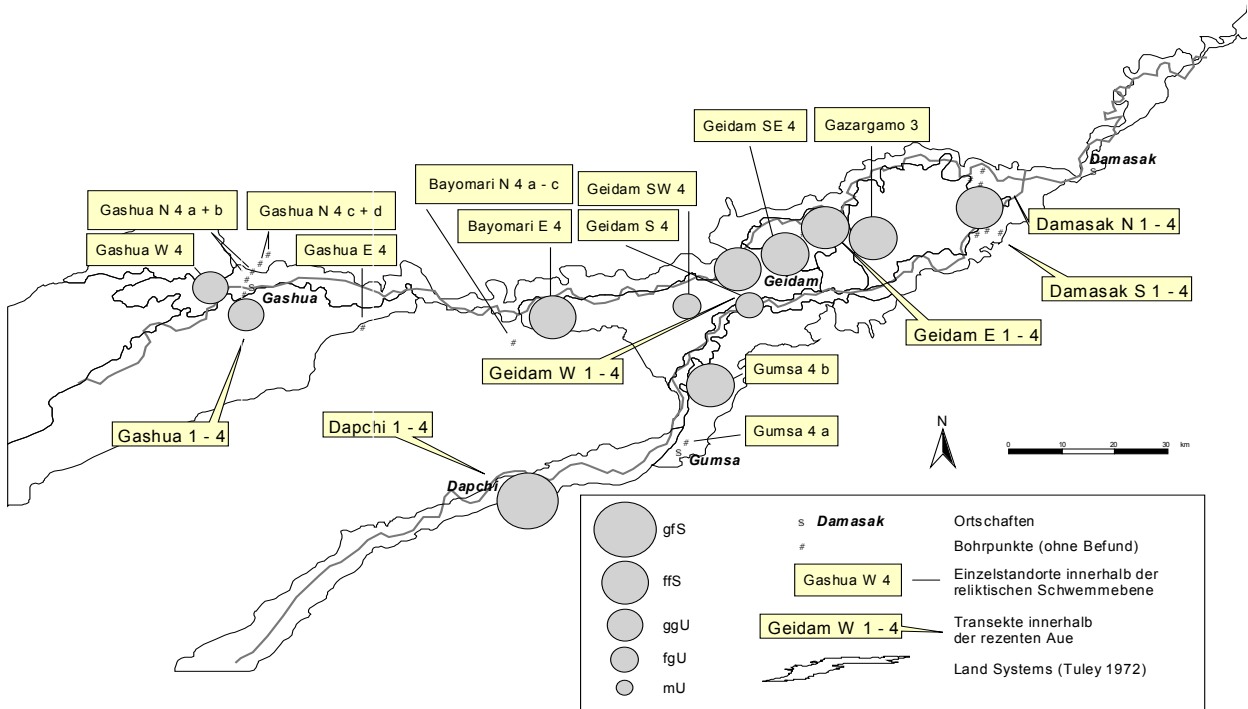 Geidam SE 4
Gazargamo 3
Damasak
Bayomari N 4 a - c
Geidam SW 4
Gashua N 4 a + b
Gashua N 4 c + d
Bayomari E 4
Geidam S 4
Gashua W 4
Gashua E 4
Damasak N 1 - 4
Gashua
Geidam
Damasak S 1 - 4
Geidam E 1 - 4
Geidam W 1 - 4
Gumsa 4 b
Gashua 1 - 4
Dapchi 1 - 4
Gumsa 4 a
Gumsa
N
0 10 20 30 km
Dapchi
gfS
ffS
ggU
fgU
mU
s Damasak Ortschaften
# Bohrpunkte (ohne Befund)
Gashua W 4 Einzelstandorte innerhalb der
reliktischen Schwemmebene
Geidam W 1 - 4 Transekte innerhalb
der rezenten Aue
Land Systems (Tuley 1972)